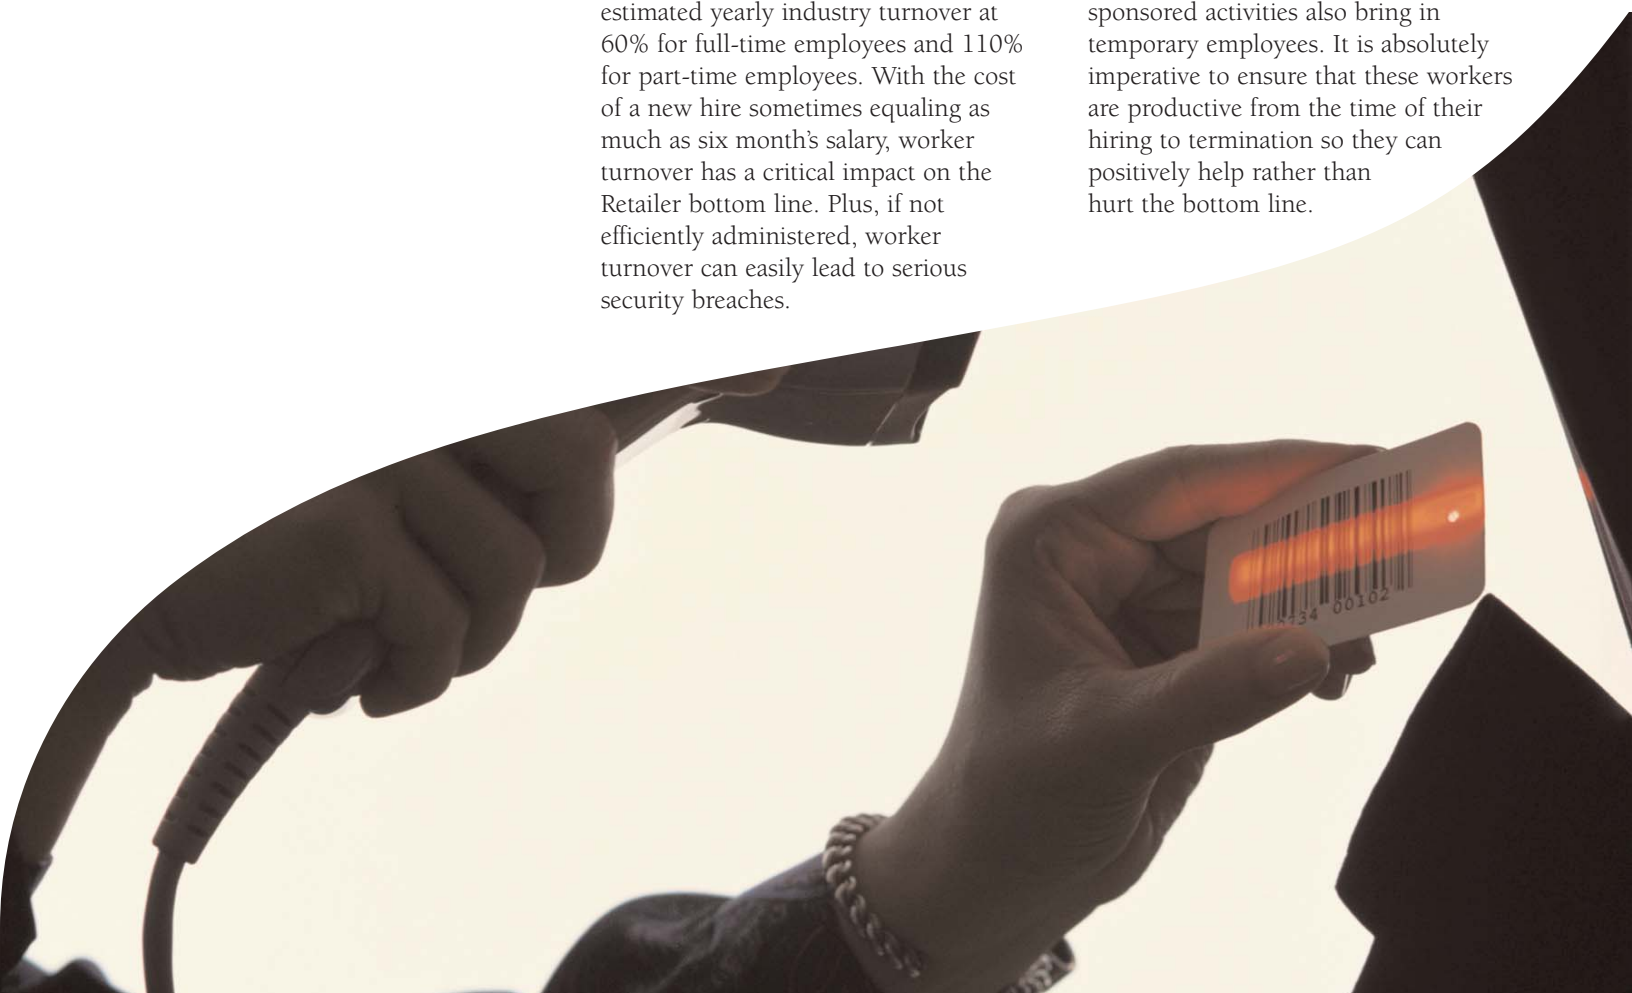 estimated yearly industry turnover at
60% for full-time employees and 110%
for part-time employees. With the cost
of a new hire sometimes equaling as
much as six month's salary, worker
turnover has a critical impact on the
Retailer bottom line. Plus, if not
efficiently administered, worker
turnover can easily lead to serious
security breaches.
sponsored activities also bring in
temporary employees. It is absolutely
imperative to ensure that these workers
are productive from the time of their
hiring to termination so they can
positively help rather than
hurt the bottom line.
00102